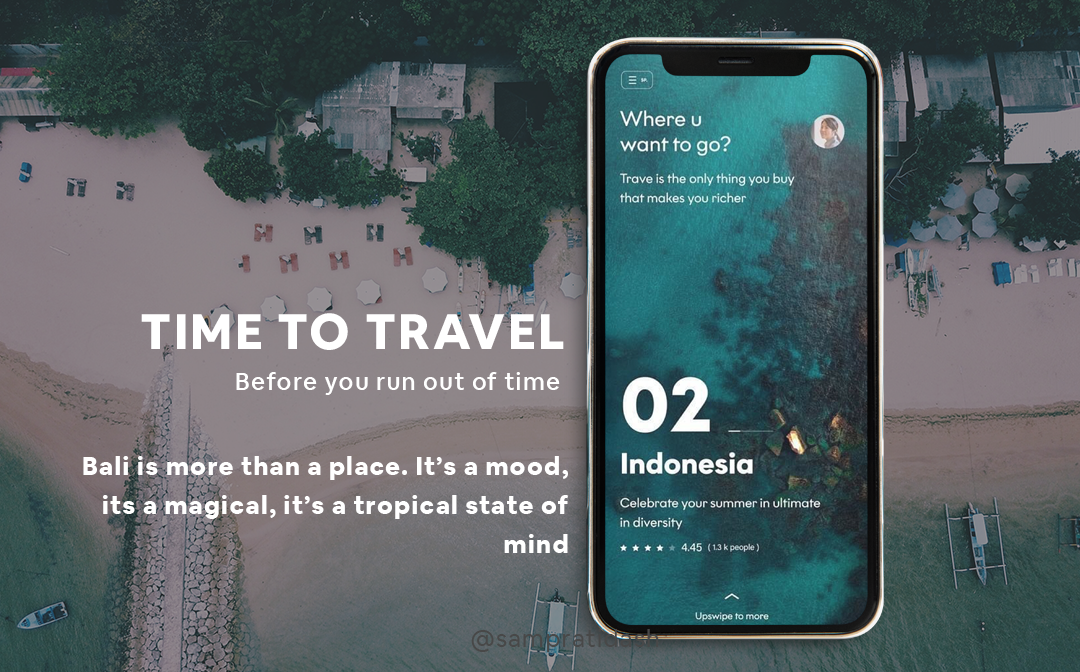 TIME TO TRAVEL
Before you run out of time
Bali is more than a place. It’s a mood,
its a magical, it’s a tropical state of
mind
Where u
want to go?
Trave is the only thing you buy
that makes you richer
02
Indonesia
Celebrate your summer in ultimate
in diversity
4.45 ( 1.3 k people )
Upswipe to more